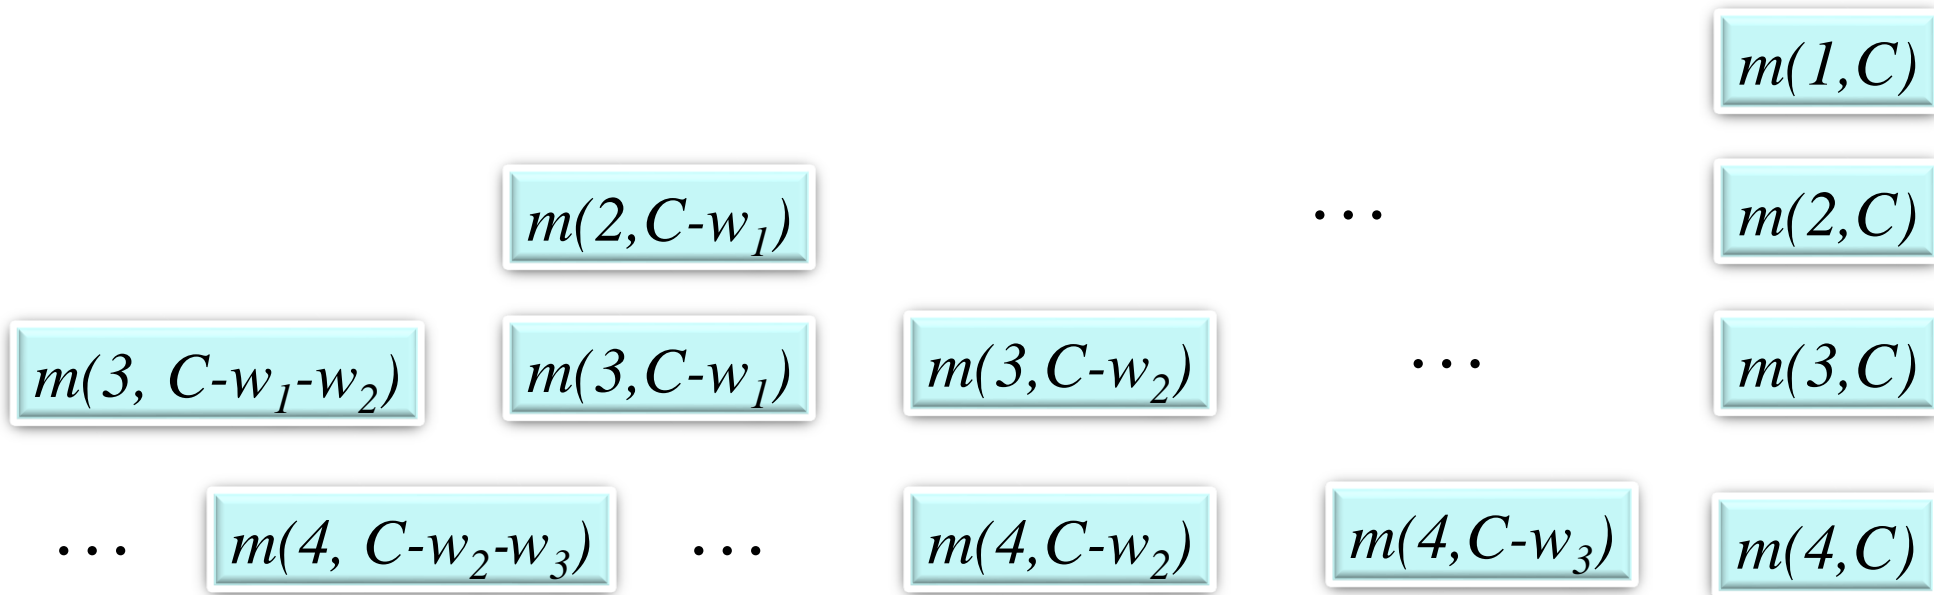 m(1,C)
m(2,C-w₁) ... m(2,C)
m(3, C-w₁-w₂) m(3,C-w₁) m(3,C-w₂) ... m(3,C)
... m(4, C-w₂-w₃) ... m(4,C-w₂) m(4,C-w₃) m(4,C)